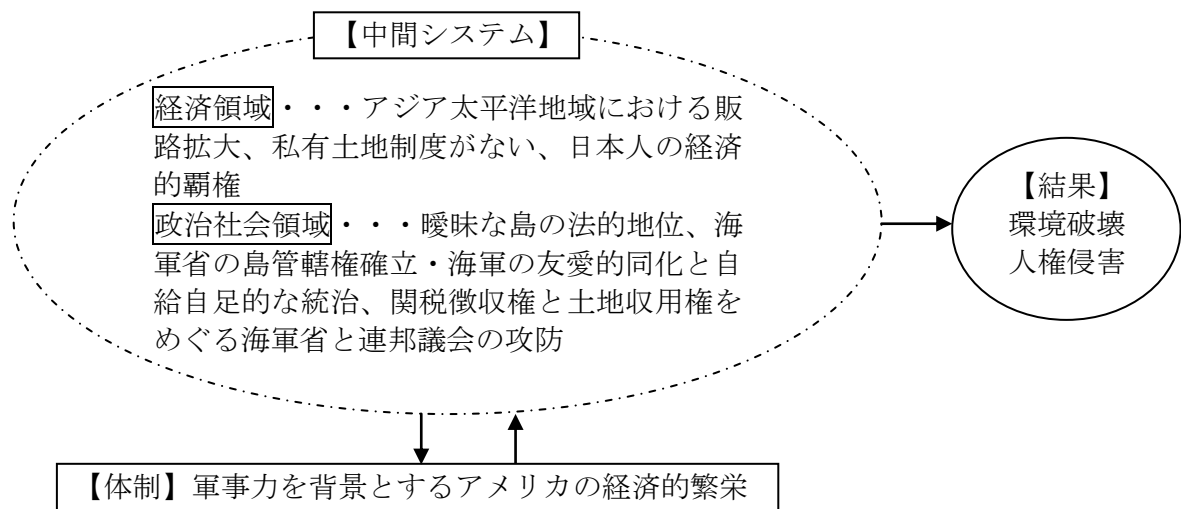 【中間システム】
経済領域・・・アジア太平洋地域における販
路拡大、私有土地制度がない、日本人の経済
的覇権
政治社会領域・・・曖昧な島の法的地位、海
軍省の島管轄権確立・海軍の友愛的同化と自
給自足的な統治、関税徴収権と土地収用権を
めぐる海軍省と連邦議会の攻防
【結果】
環境破壊
人権侵害
【体制】軍事力を背景とするアメリカの経済的繁栄